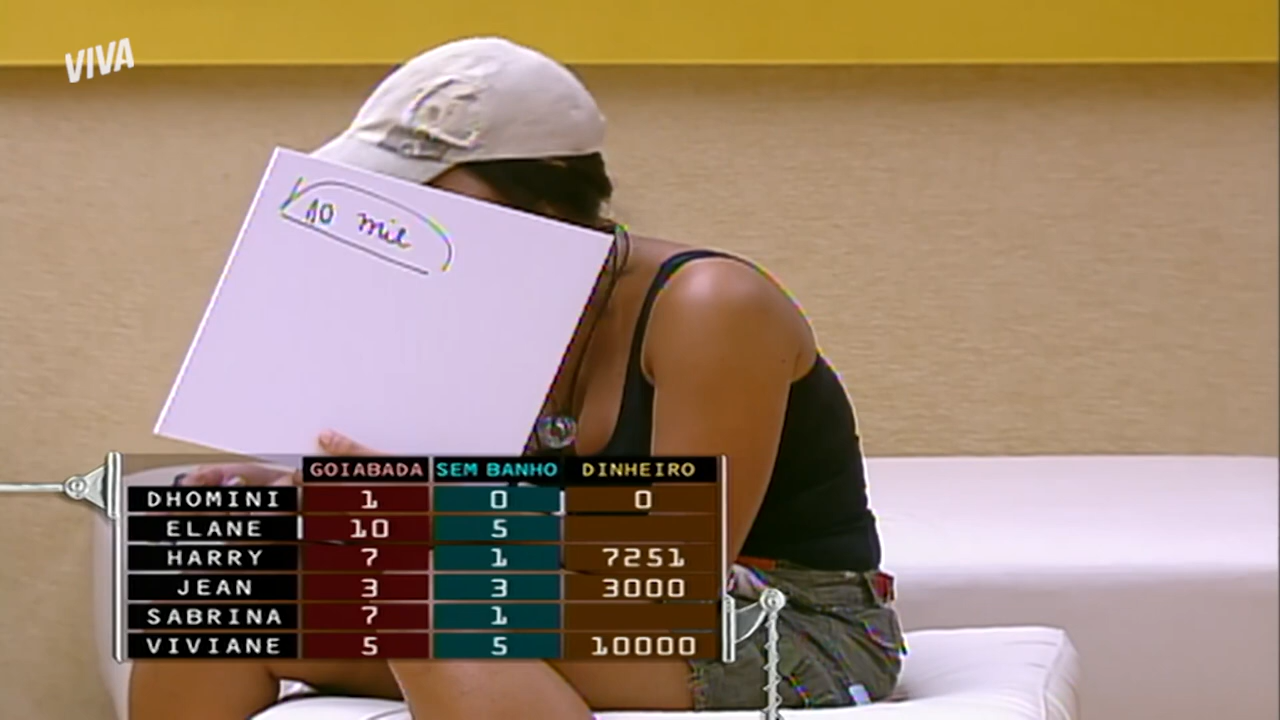 VIVA
10 mil
GOIABADA SEM BANHO DINHEIRO
DHOMINI 1 0 0
ELANE 10 5
HARRY 7 1 7251
JEAN 3 3 3000
SABRINA 7 1
VIVIANE 5 5 10000